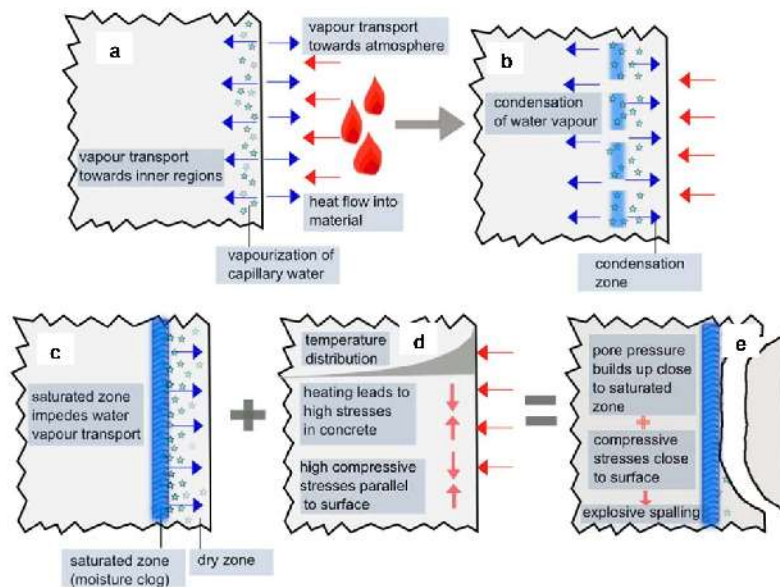 a
vapour transport
towards atmosphere
vapour transport
towards inner regions
heat flow into
material
vapourization of
capillary water
b
condensation
of water vapour
condensation
zone
c
saturated zone
impedes water
vapour transport
saturated zone
(moisture clog)
dry zone
+
d
temperature
distribution
heating leads to
high stresses
in concrete
high compressive
stresses parallel
to surface
=
e
pore pressure
builds up close
to saturated
zone
+
compressive
stresses close
to surface
explosive spalling